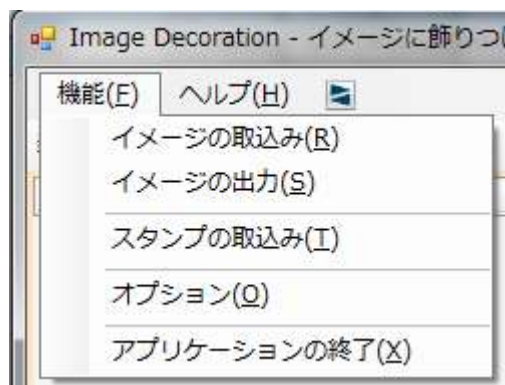 Image Decoration - イメージに飾りつ
機能(F) ヘルプ(H)
イメージの取込み(R)
イメージの出力(S)
スタンプの取込み(T)
オプション(O)
アプリケーションの終了(X)